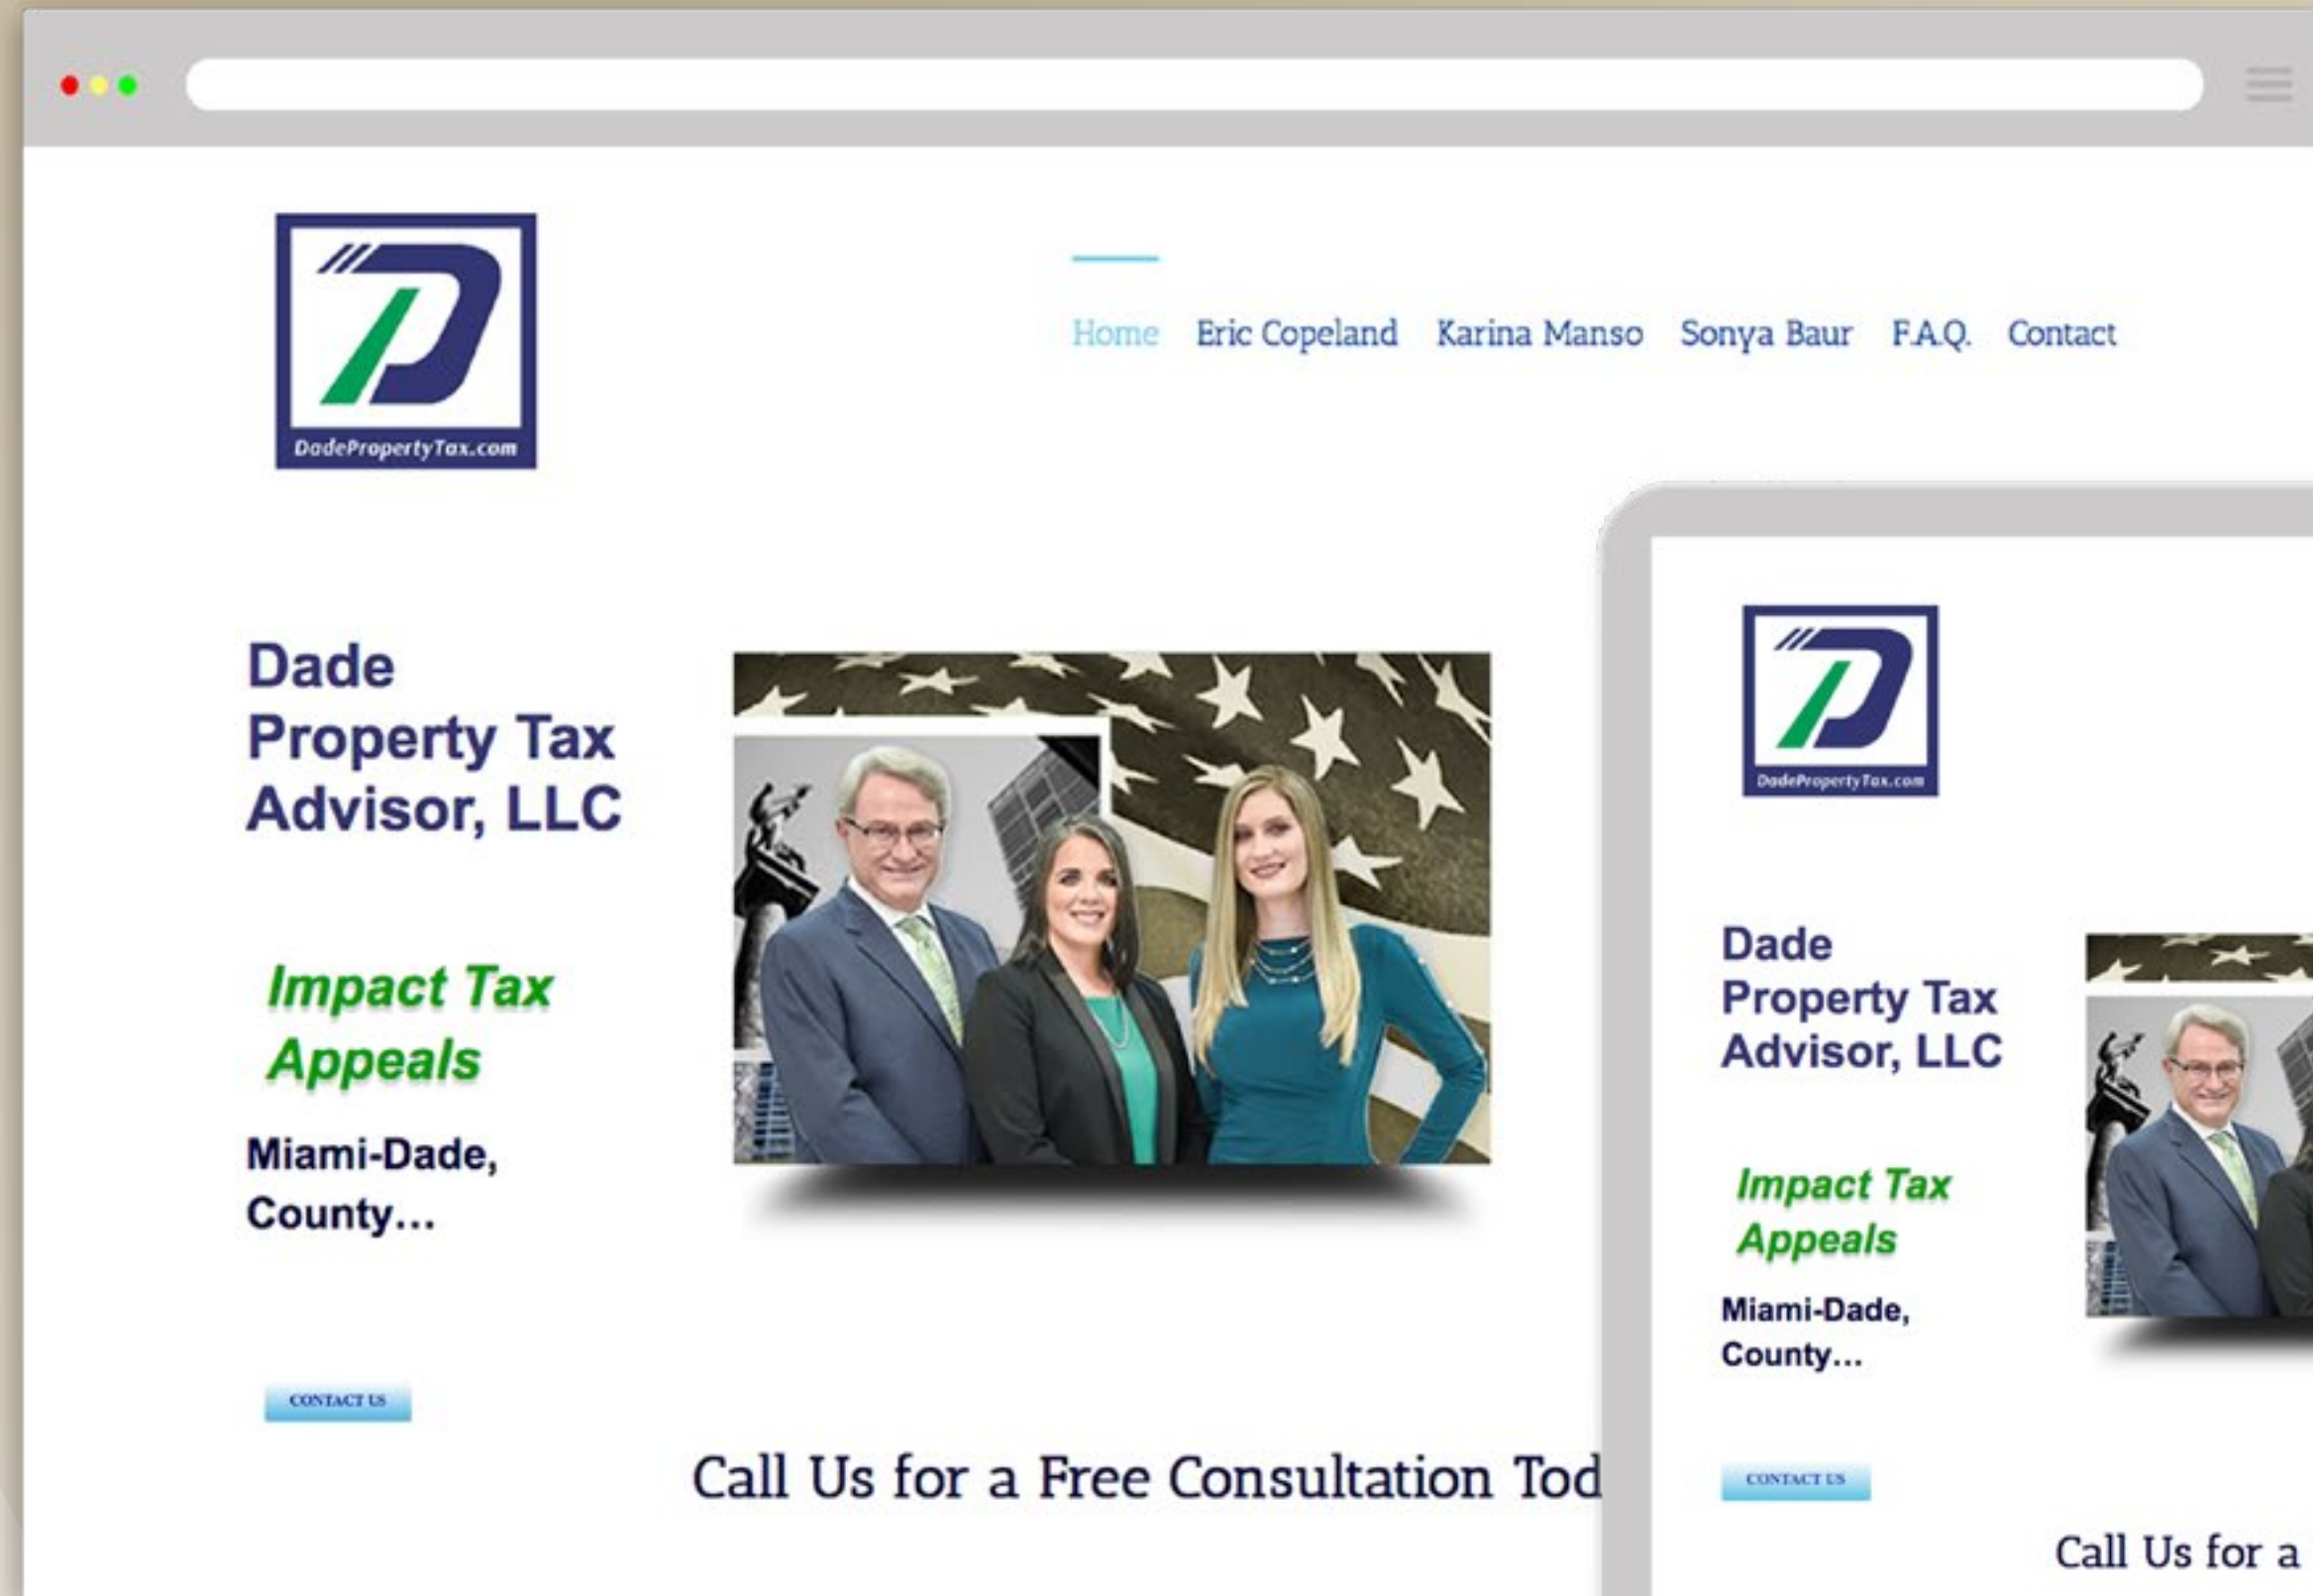 DadePropertyTax.com
Home Eric Copeland Karina Manso Sonya Baur F.A.Q. Contact
Dade
Property Tax
Advisor, LLC
Impact Tax
Appeals
Miami-Dade,
County...
CONTACT US
Call Us for a Free Consultation Tod
DadePropertyTax.com
Dade
Property Tax
Advisor, LLC
Impact Tax
Appeals
Miami-Dade,
County...
CONTACT US
Call Us for a